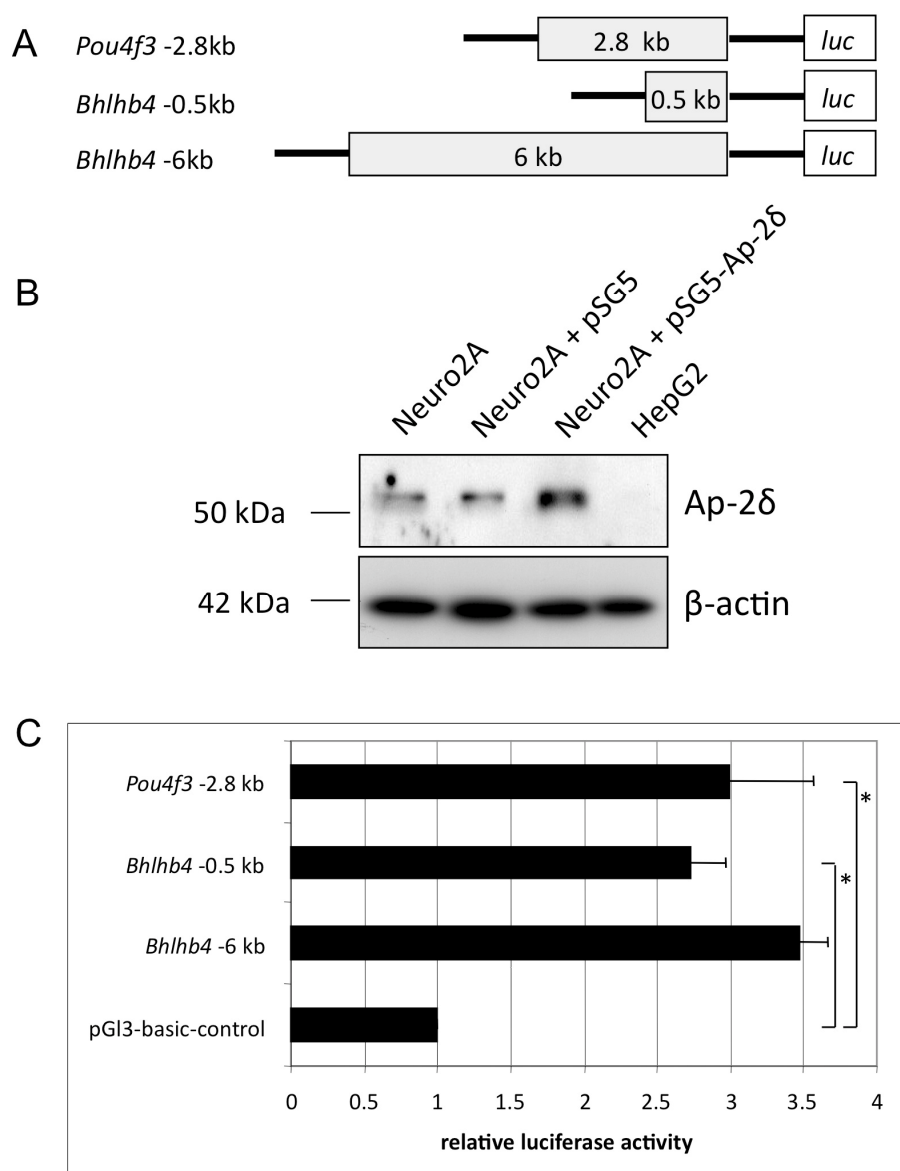 A
Pou4f3 -2.8kb
2.8 kb
luc
Bhlhb4 -0.5kb
0.5 kb
luc
Bhlhb4 -6kb
6 kb
luc
B
Neuro2A
Neuro2A + pSG5
Neuro2A + pSG5-Ap-2δ
HepG2
50 kDa
Ap-2δ
42 kDa
β-actin
C
Pou4f3 -2.8 kb
*
Bhlhb4 -0.5 kb
*
Bhlhb4 -6 kb
pGl3-basic-control
0 0.5 1 1.5 2 2.5 3 3.5 4
relative luciferase activity